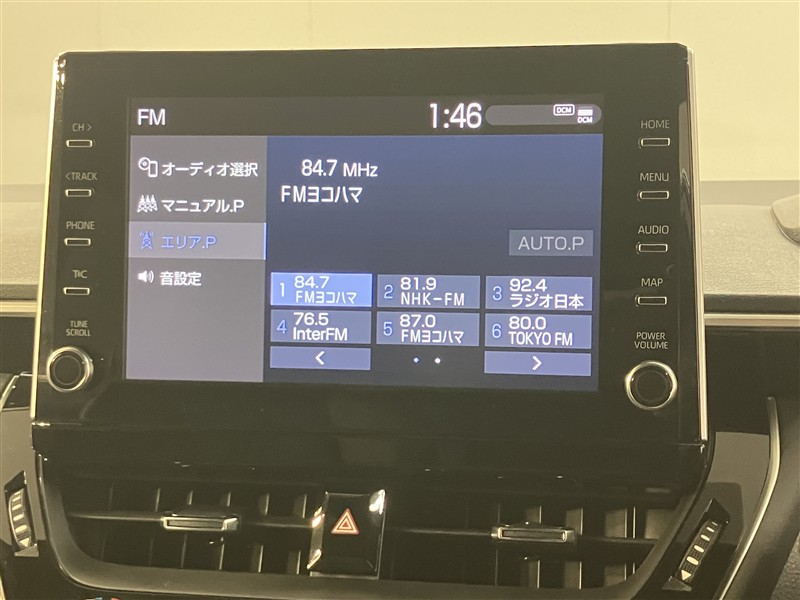 FM
1:46
DCM
DCM
オーディオ選択
マニュアル.P
エリア.P
音設定
84.7 MHz
FMヨコハマ
AUTO.P
1 84.7
FMヨコハマ
2 81.9
NHK-FM
3 92.4
ラジオ日本
4 76.5
InterFM
5 87.0
FMヨコハマ
6 80.0
TOKYO FM
<
>
CH >
< TRACK
PHONE
T/C
TUNE
SCROLL
HOME
MENU
AUDIO
MAP
POWER
VOLUME